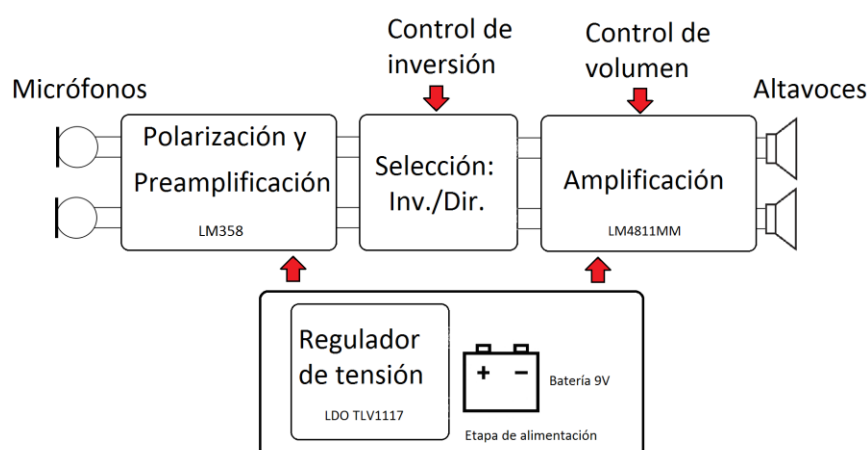 Control de
inversión
Control de
volumen
Micrófonos
Altavoces
Polarización y
Preamplificación
LM358
Selección:
Inv./Dir.
Amplificación
LM4811MM
Regulador
de tensión
LDO TLV1117
+ −
Batería 9V
Etapa de alimentación